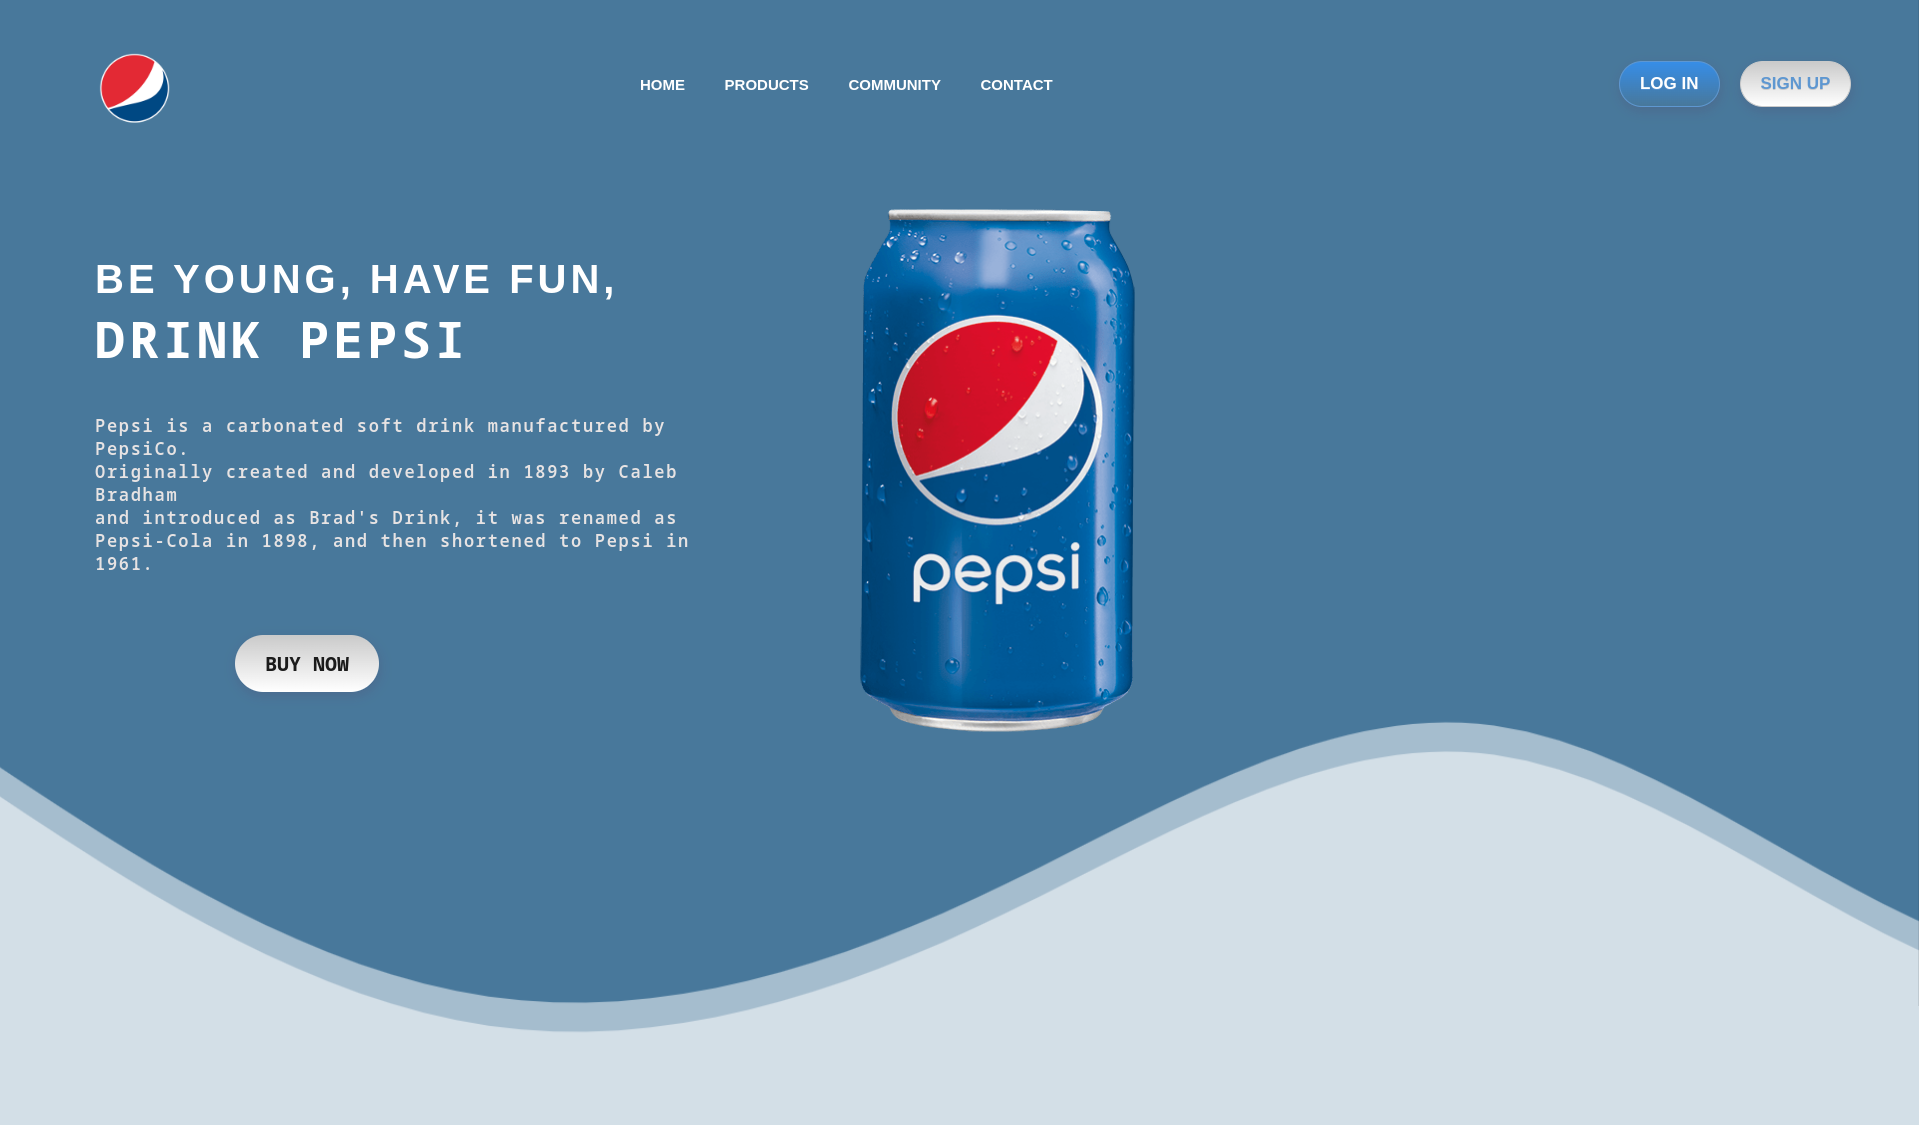 HOME PRODUCTS COMMUNITY CONTACT LOG IN SIGN UP
BE YOUNG, HAVE FUN,
DRINK PEPSI
Pepsi is a carbonated soft drink manufactured by
PepsiCo.
Originally created and developed in 1893 by Caleb
Bradham
and introduced as Brad's Drink, it was renamed as
Pepsi-Cola in 1898, and then shortened to Pepsi in
1961.
BUY NOW
pepsi